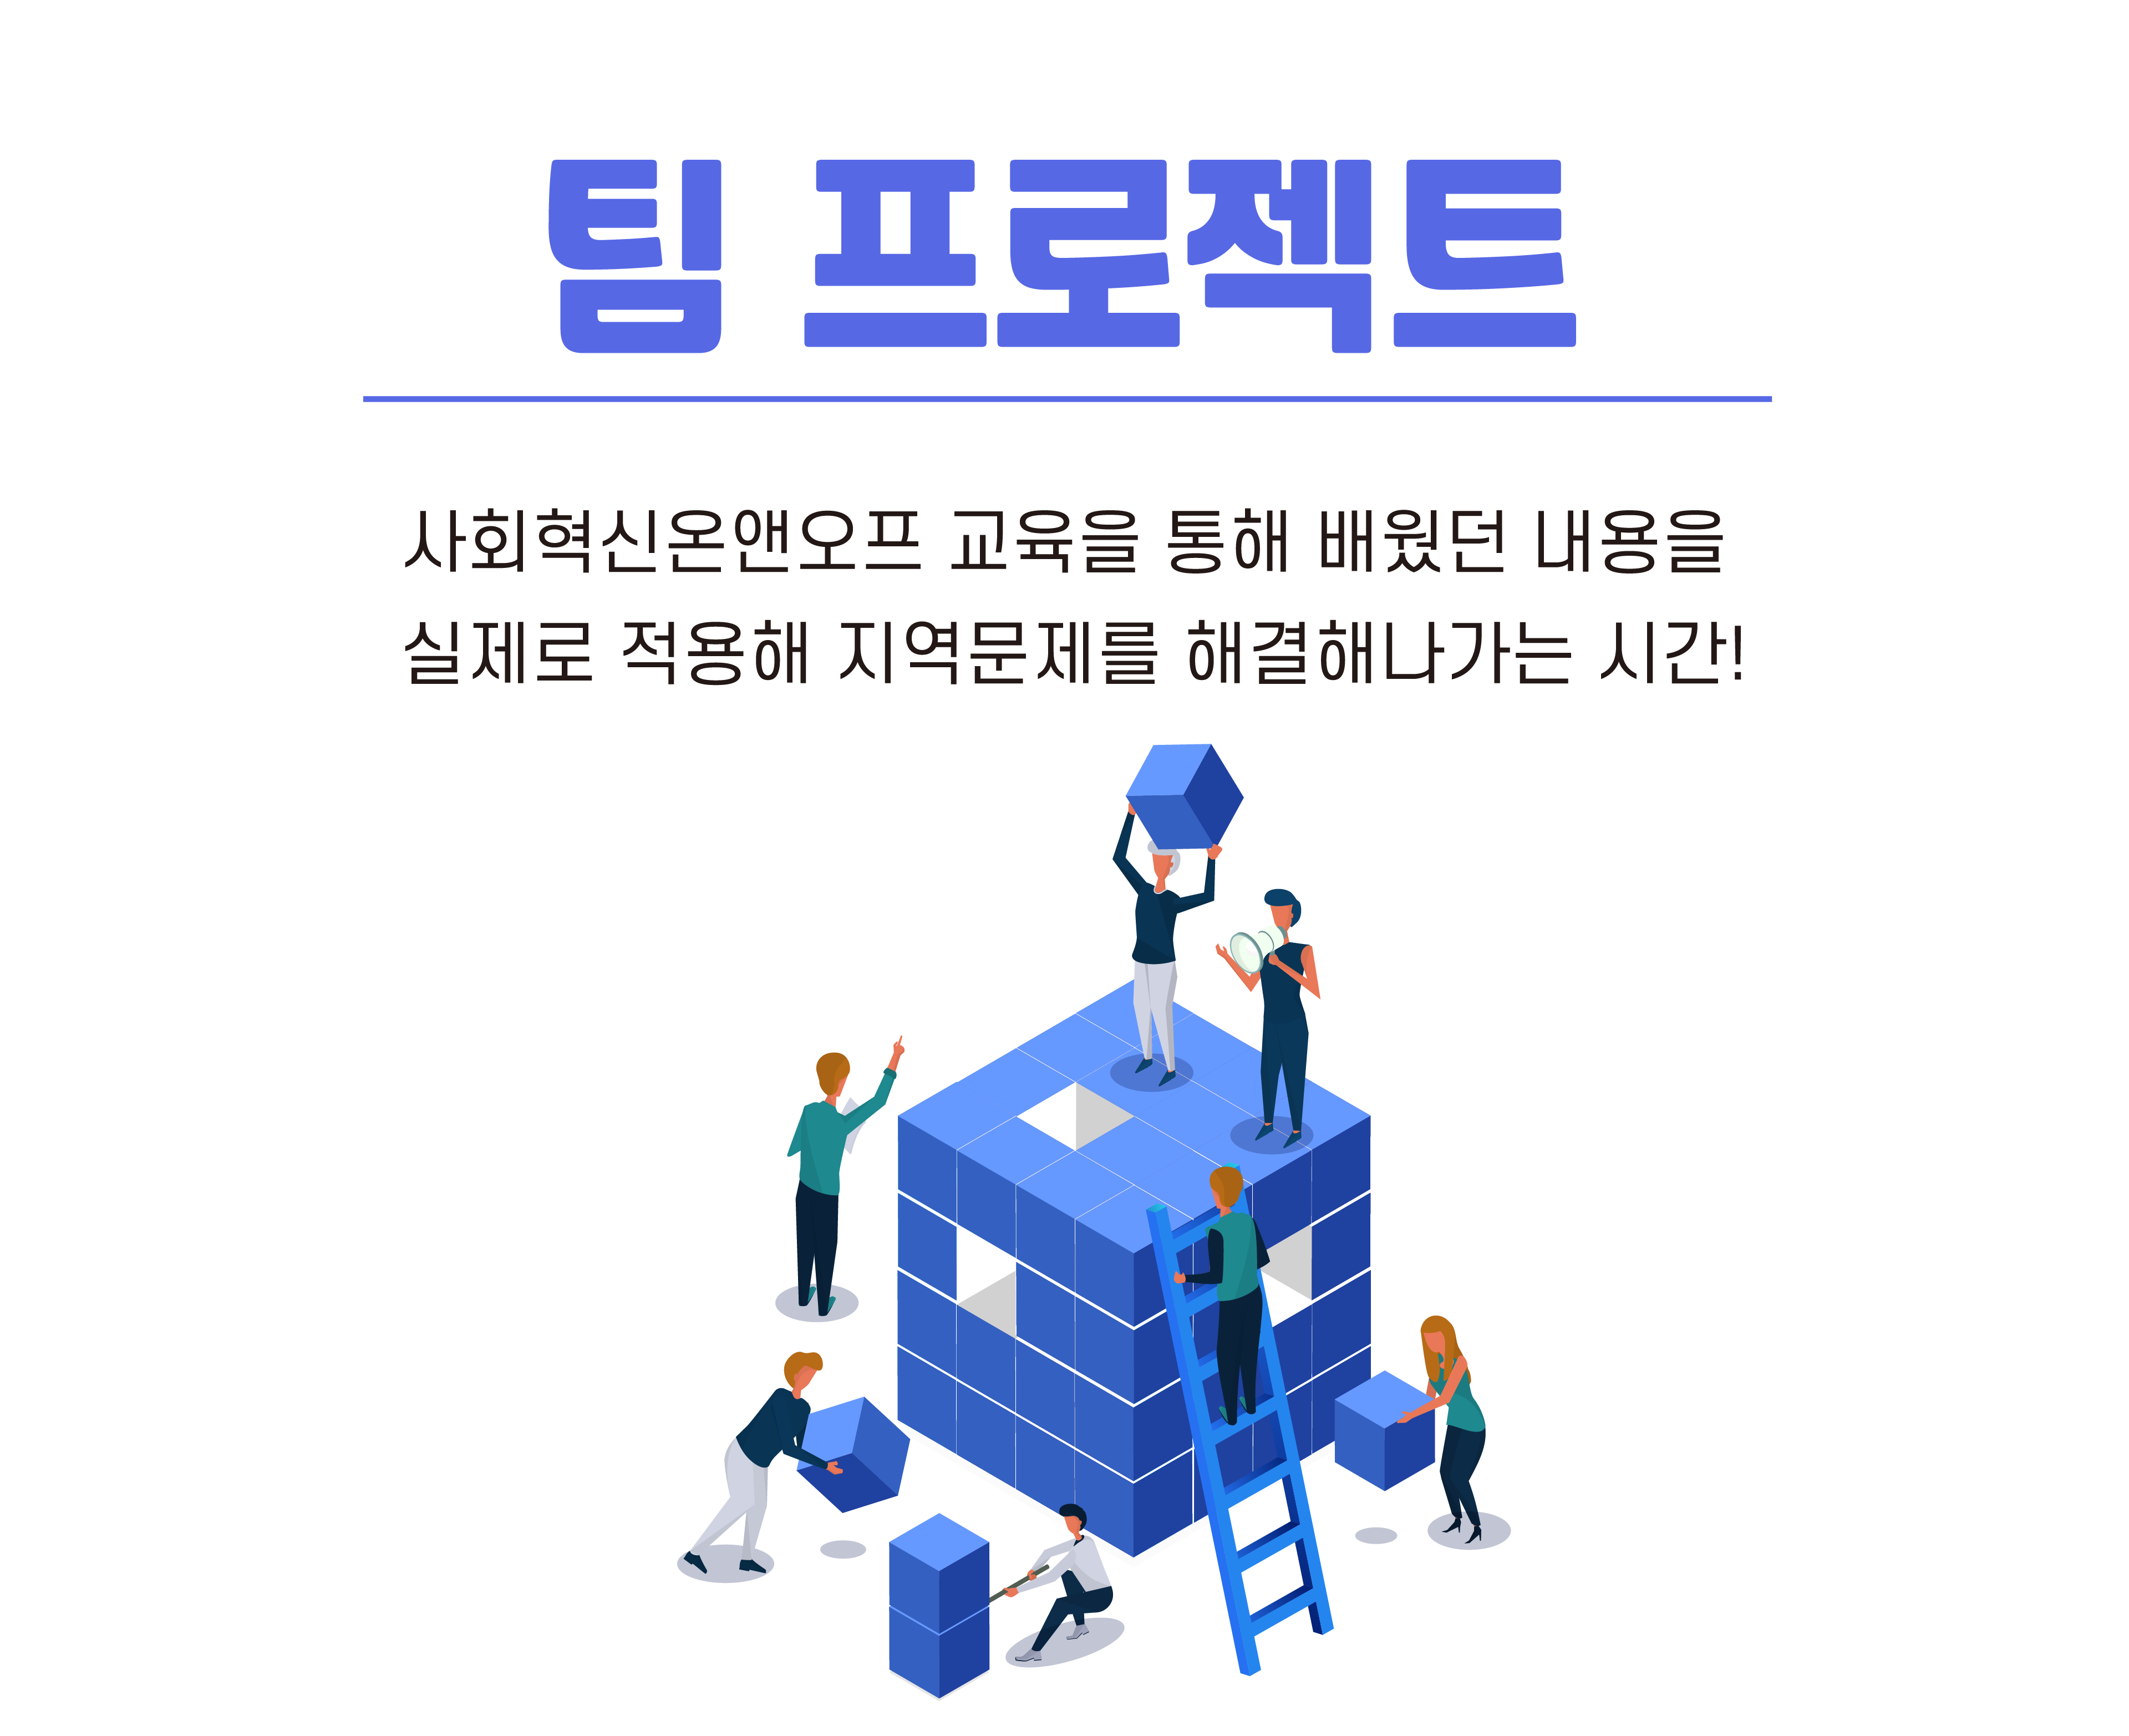 팀 프로젝트
사회혁신온앤오프 교육을 통해 배웠던 내용을
실제로 적용해 지역문제를 해결해나가는 시간!